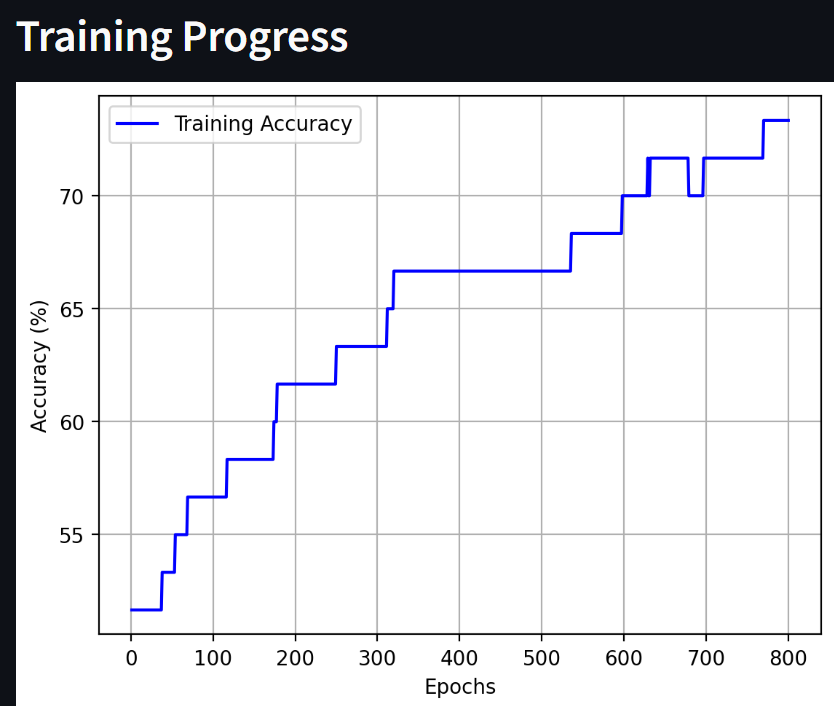 Training Progress
Training Accuracy
70
65
60
55
Accuracy (%)
0 100 200 300 400 500 600 700 800
Epochs